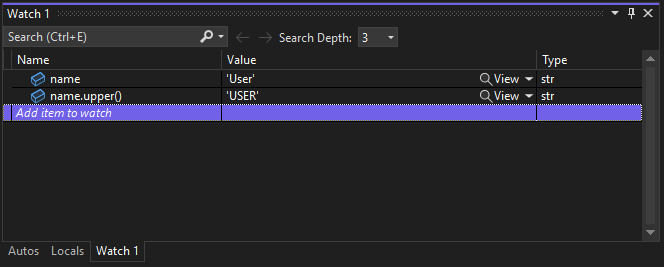 Watch 1
Search (Ctrl+E) Search Depth: 3
Name Value Type
name 'User' View str
name.upper() 'USER' View str
Add item to watch
Autos Locals Watch 1